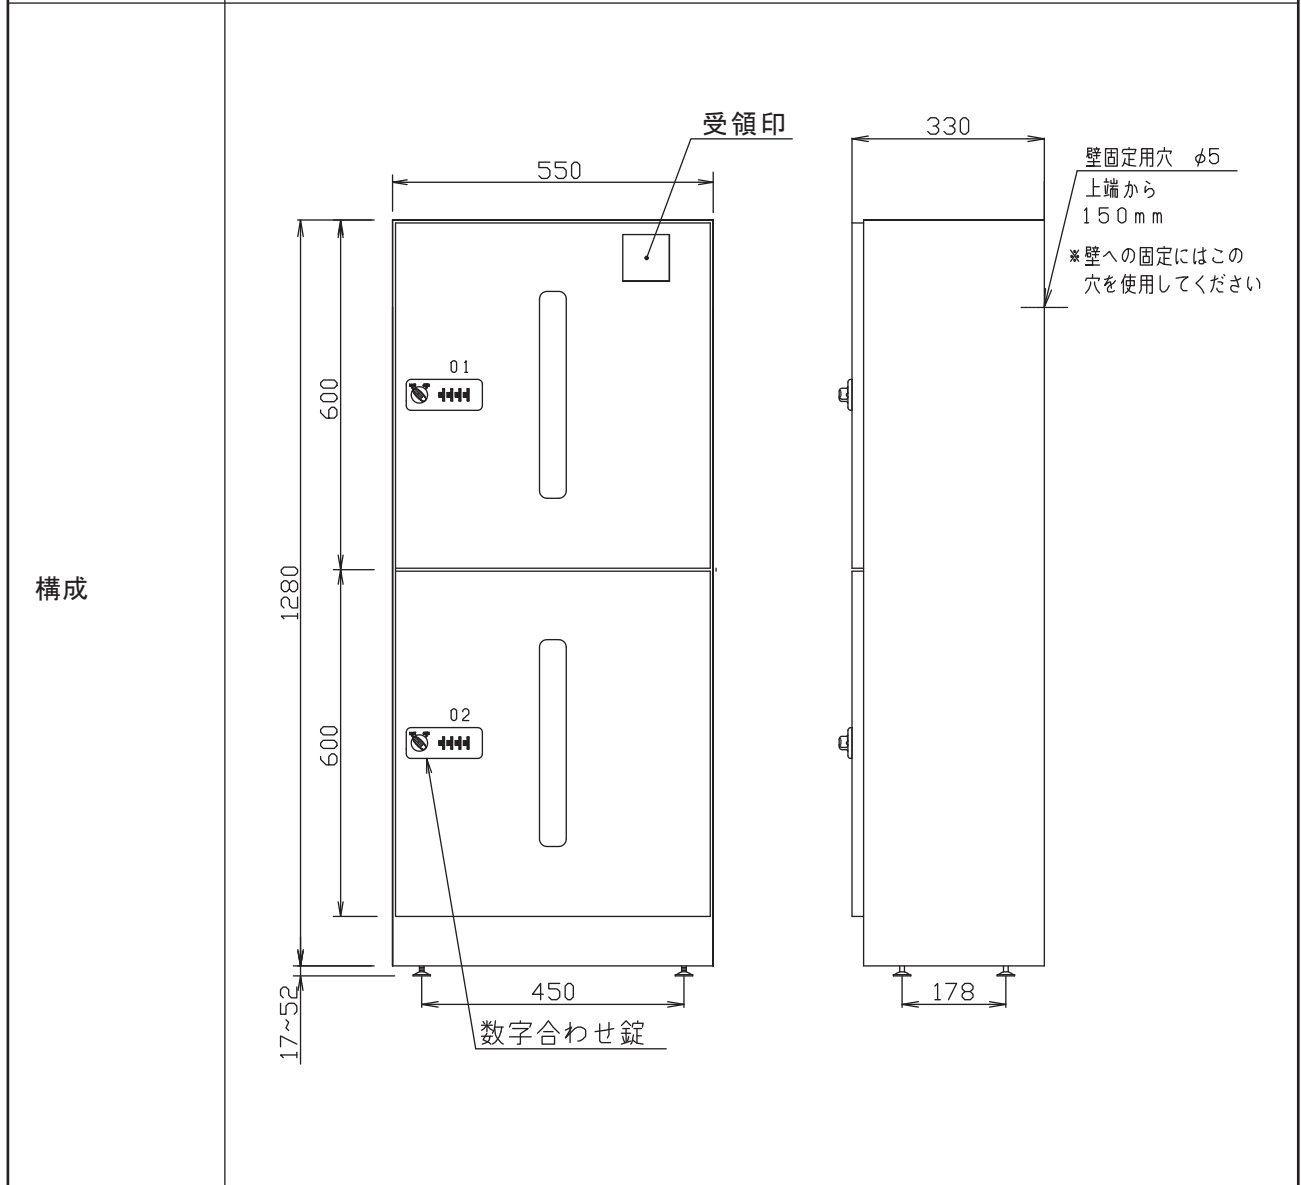 受領印
330
550
壁固定用穴 φ5
上端から
150mm
※壁への固定にはこの
穴を使用してください
01
600
1280
構成
02
600
450
178
17~52
数字合わせ錠